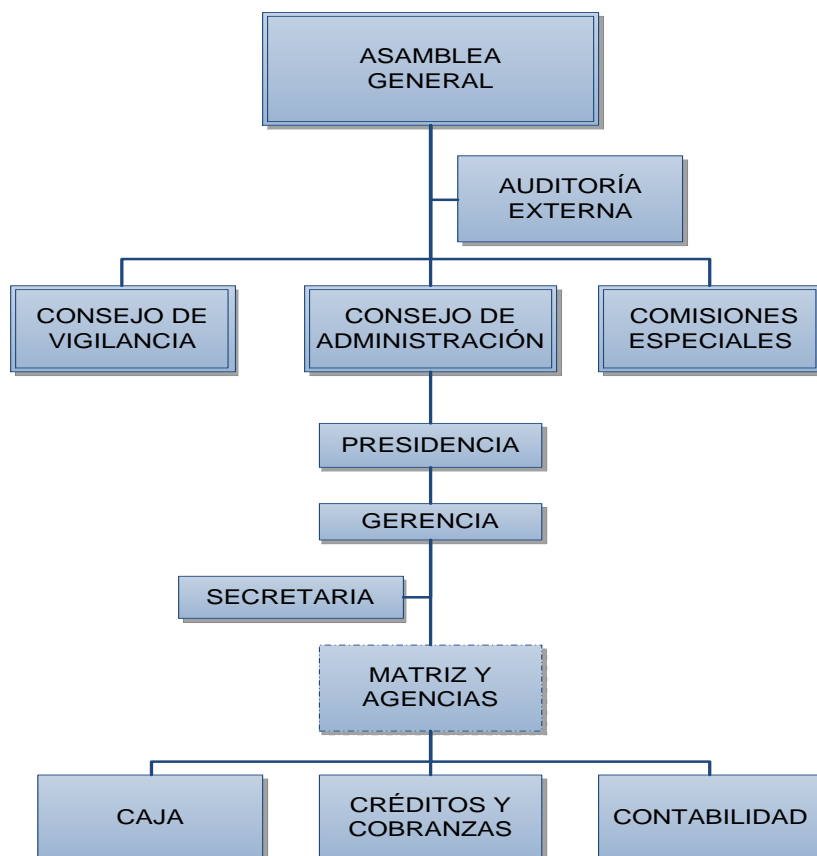 ASAMBLEA
GENERAL
AUDITORÍA
EXTERNA
CONSEJO DE
VIGILANCIA
CONSEJO DE
ADMINISTRACIÓN
COMISIONES
ESPECIALES
PRESIDENCIA
GERENCIA
SECRETARIA
MATRIZ Y
AGENCIAS
CAJA
CRÉDITOS Y
COBRANZAS
CONTABILIDAD